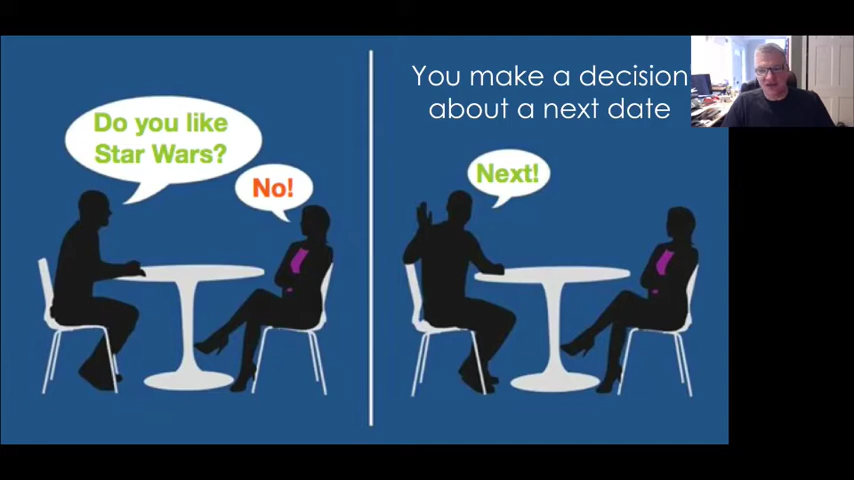 Do you like
Star Wars?
No!
You make a decision
about a next date
Next!